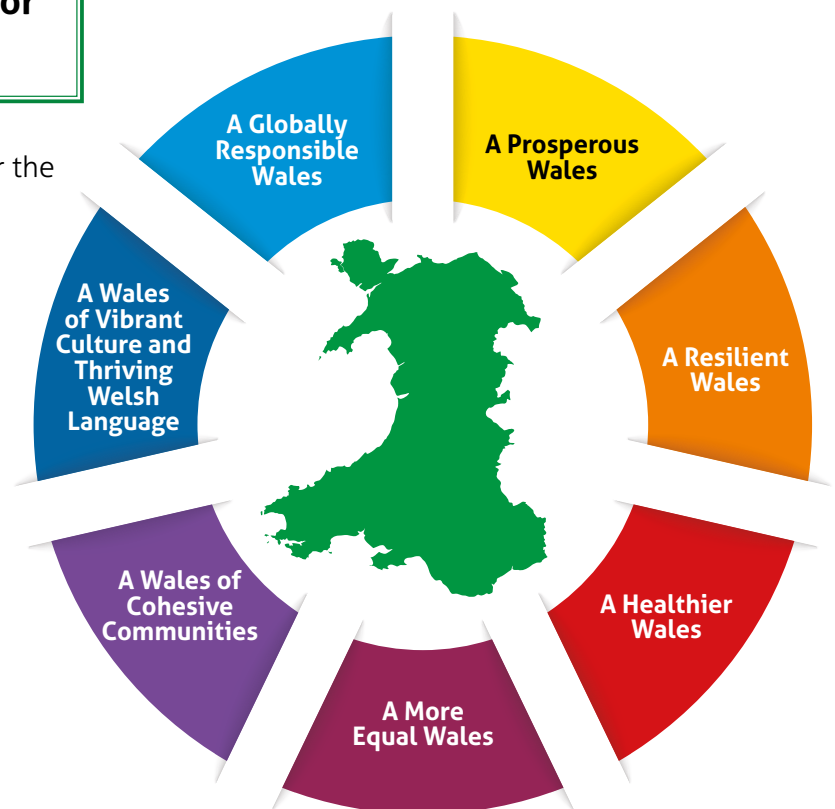 or
r the
A Globally
Responsible
Wales
A Prosperous
Wales
A Resilient
Wales
A Healthier
Wales
A More
Equal Wales
A Wales of
Cohesive
Communities
A Wales
of Vibrant
Culture and
Thriving
Welsh
Language